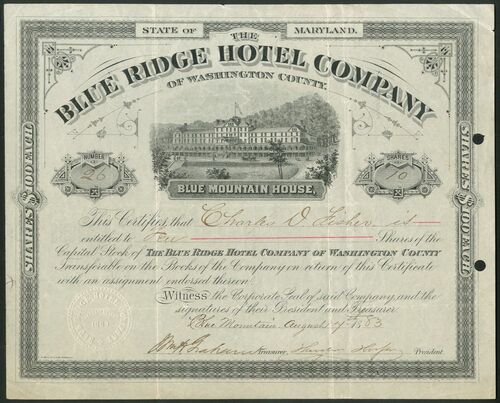 STATE OF MARYLAND.
THE
BLUE RIDGE HOTEL COMPANY
OF WASHINGTON COUNTY.
BLUE MOUNTAIN HOUSE,
NUMBER
26
SHARES
10
SHARES $100 EACH
SHARES $100 EACH
This Certifies that Charles D. Fisher is
entitled to Ten Shares of the
Capital Stock of THE BLUE RIDGE HOTEL COMPANY OF WASHINGTON COUNTY
Transferable on the Books of the Company on return of this Certificate
with an assignment endorsed thereon.
Witness the Corporate Seal of said Company and the
signatures of their President and Treasurer.
Blue Mountain August 1883
Wm H Graham Treasurer, President